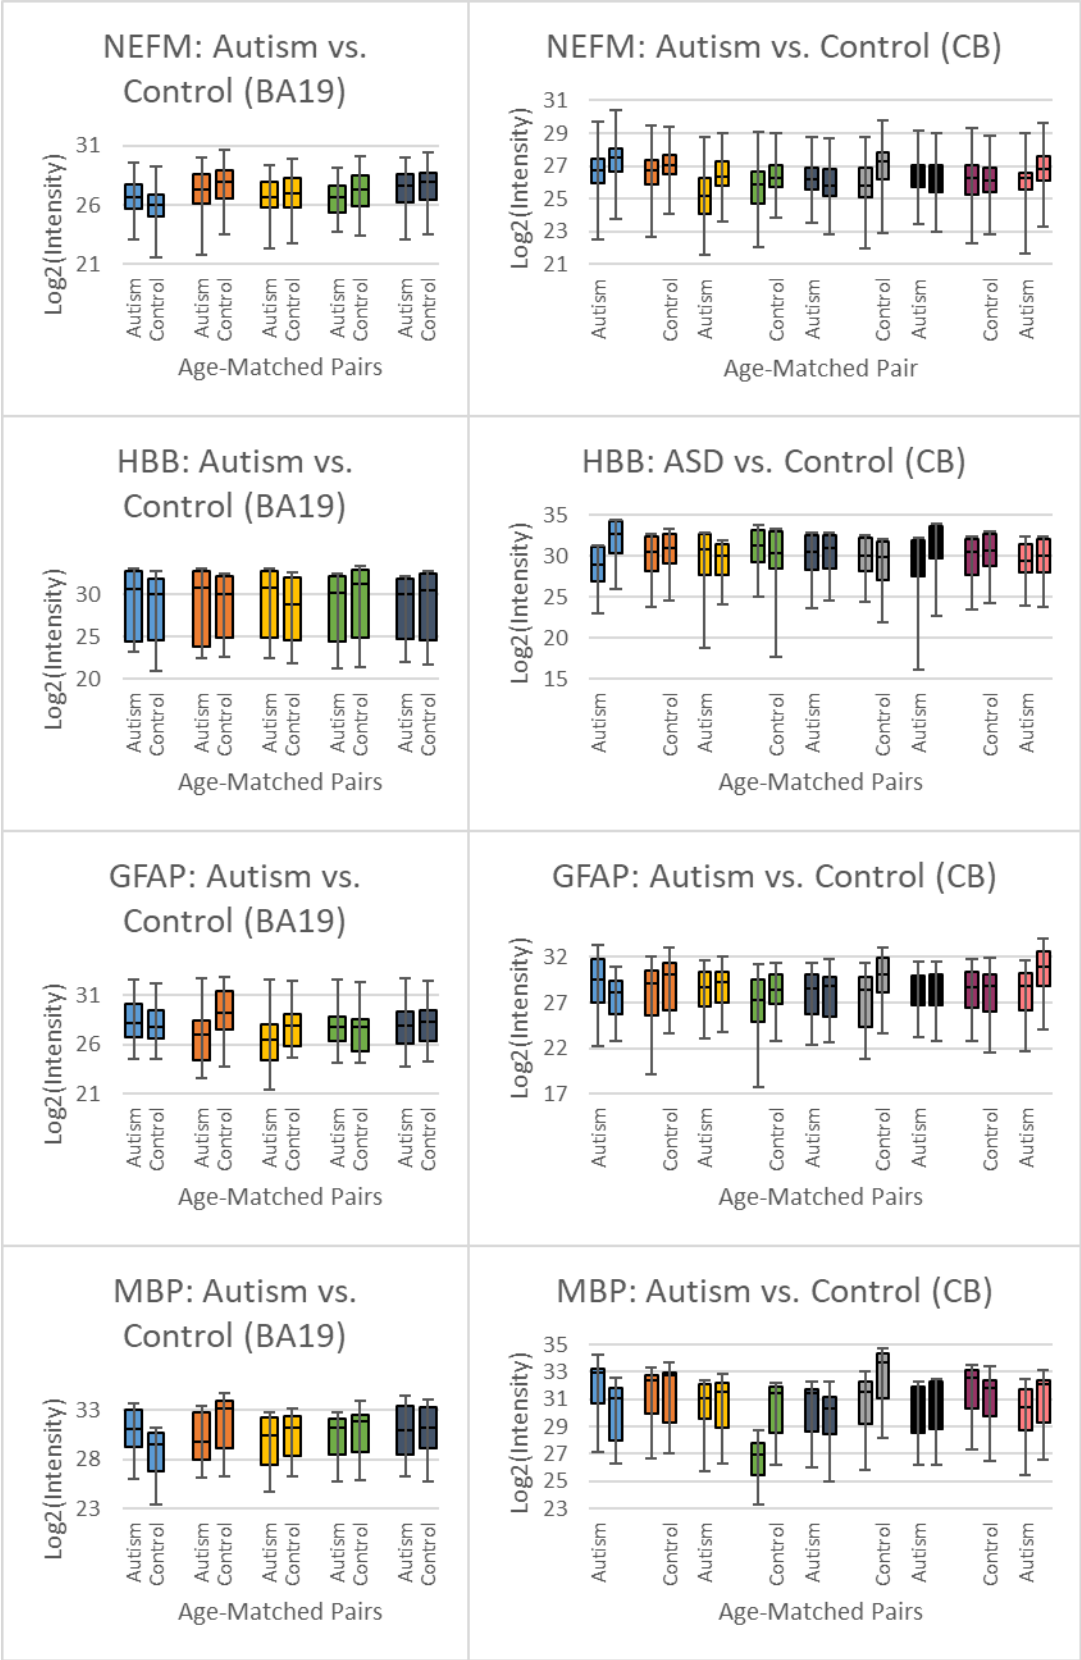 NEFM: Autism vs.
Control (BA19)
Log2(Intensity)
31
26
21
Autism
Control
Autism
Control
Autism
Control
Autism
Control
Autism
Control
Age-Matched Pairs
NEFM: Autism vs. Control (CB)
Log2(Intensity)
31
29
27
25
23
21
Autism
Control
Autism
Control
Autism
Control
Autism
Control
Autism
Age-Matched Pair
HBB: Autism vs.
Control (BA19)
Log2(Intensity)
30
25
20
Autism
Control
Autism
Control
Autism
Control
Autism
Control
Autism
Control
Age-Matched Pairs
HBB: ASD vs. Control (CB)
Log2(Intensity)
35
30
25
20
15
Autism
Control
Autism
Control
Autism
Control
Autism
Control
Autism
Age-Matched Pairs
GFAP: Autism vs.
Control (BA19)
Log2(Intensity)
31
26
21
Autism
Control
Autism
Control
Autism
Control
Autism
Control
Autism
Control
Age-Matched Pairs
GFAP: Autism vs. Control (CB)
Log2(Intensity)
32
27
22
17
Autism
Control
Autism
Control
Autism
Control
Autism
Control
Autism
Age-Matched Pairs
MBP: Autism vs.
Control (BA19)
Log2(Intensity)
33
28
23
Autism
Control
Autism
Control
Autism
Control
Autism
Control
Autism
Control
Age-Matched Pairs
MBP: Autism vs. Control (CB)
Log2(Intensity)
35
33
31
29
27
25
23
Autism
Control
Autism
Control
Autism
Control
Autism
Control
Autism
Age-Matched Pairs